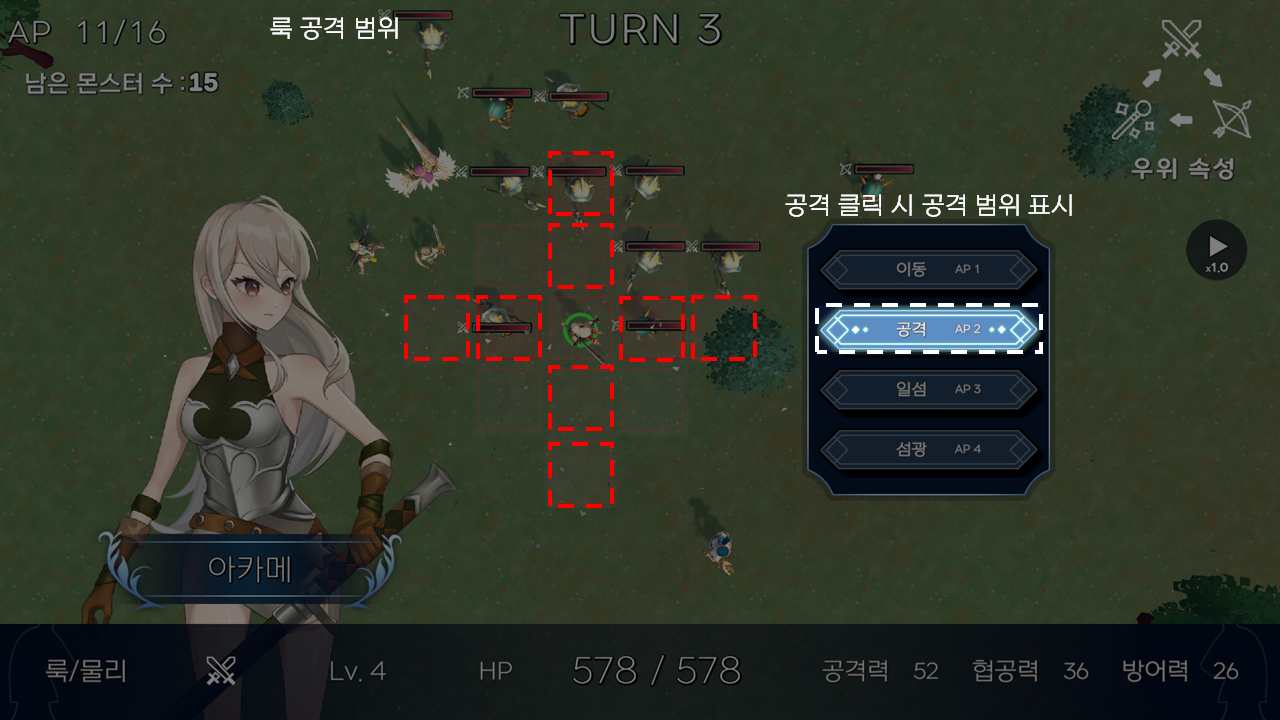 AP 11/16
룩 공격 범위
TURN 3
남은 몬스터 수 :15
우위 속성
공격 클릭 시 공격 범위 표시
x1.0
이동 AP 1
공격 AP 2
일섬 AP 3
섬광 AP 4
아카메
룩/물리 Lv. 4 HP 578 / 578 공격력 52 협공력 36 방어력 26